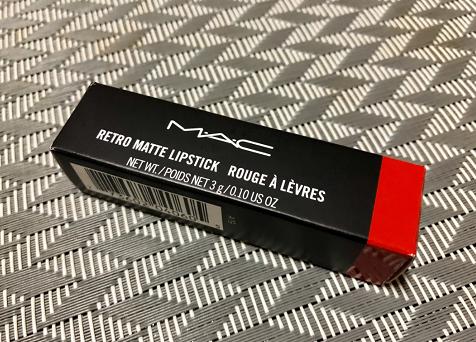 MAC
RETRO MATTE LIPSTICK ROUGE À LÈVRES
NET WT./POIDS NET 3 g/0.10 US OZ